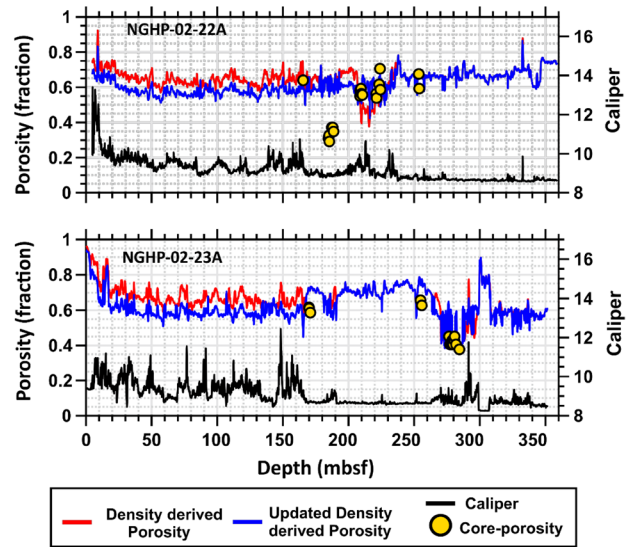 NGHP-02-22A
Porosity (fraction)
1
0.8
0.6
0.4
0.2
0
16
14
12
10
8
Caliper
NGHP-02-23A
Porosity (fraction)
1
0.8
0.6
0.4
0.2
0
16
14
12
10
8
Caliper
0 50 100 150 200 250 300 350
Depth (mbsf)
Density derived
Porosity
Updated Density
derived Porosity
Caliper
Core-porosity